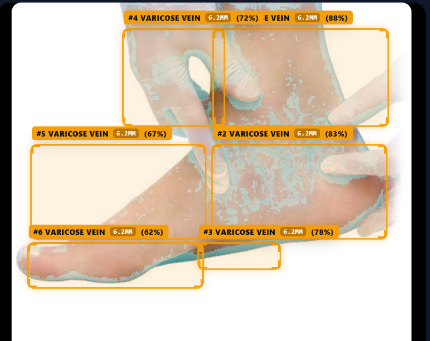 #4 VARICOSE VEIN 6.2MM (72%) E VEIN 6.2MM (88%)
#5 VARICOSE VEIN 6.2MM (67%) #2 VARICOSE VEIN 6.2MM (83%)
#6 VARICOSE VEIN 6.2MM (62%) #3 VARICOSE VEIN 6.2MM (78%)